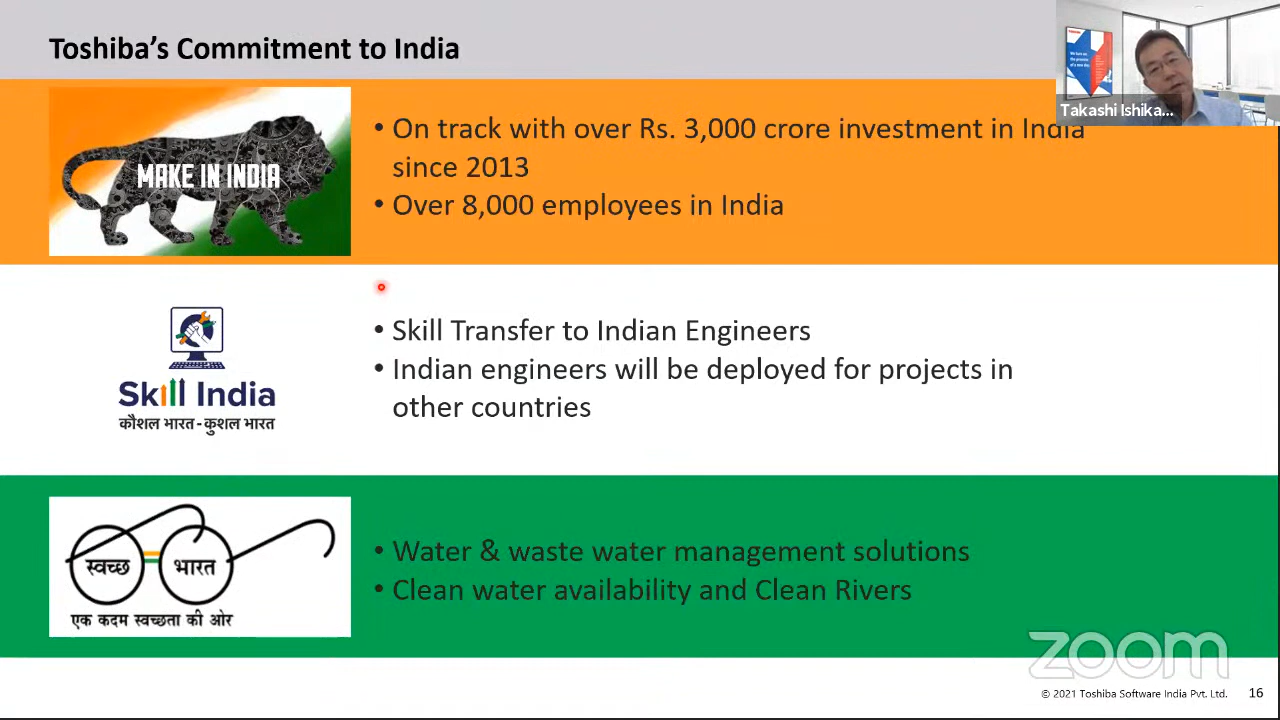 Toshiba's Commitment to India
Takashi Ishika...
MAKE IN INDIA
• On track with over Rs. 3,000 crore investment in India
since 2013
• Over 8,000 employees in India
Skill India
कौशल भारत-कुशल भारत
• Skill Transfer to Indian Engineers
• Indian engineers will be deployed for projects in
other countries
स्वच्छ भारत
एक कदम स्वच्छता की ओर
• Water & waste water management solutions
• Clean water availability and Clean Rivers
zoom
© 2021 Toshiba Software India Pvt. Ltd. 16